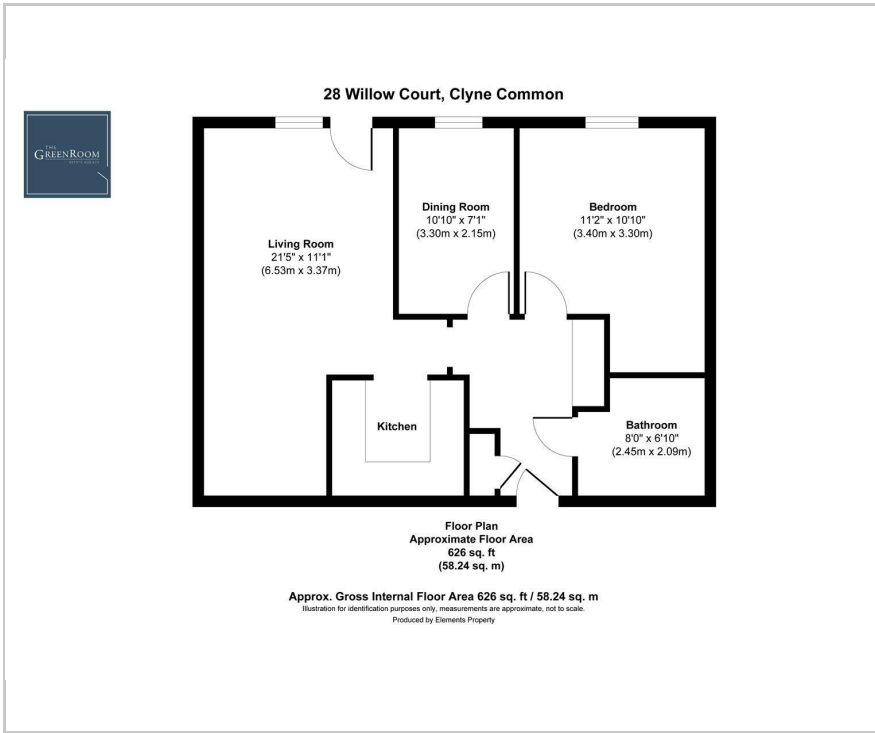 28 Willow Court, Clyne Common
THE
GREENROOM
Living Room
21'5" x 11'1"
(6.53m x 3.37m)
Dining Room
10'10" x 7'1"
(3.30m x 2.15m)
Bedroom
11'2" x 10'10"
(3.40m x 3.30m)
Kitchen
Bathroom
8'0" x 6'10"
(2.45m x 2.09m)
Floor Plan
Approximate Floor Area
626 sq. ft
(58.24 sq. m)
Approx. Gross Internal Floor Area 626 sq. ft / 58.24 sq. m
Illustration for identification purposes only, measurements are approximate, not to scale.
Produced by Elements Property